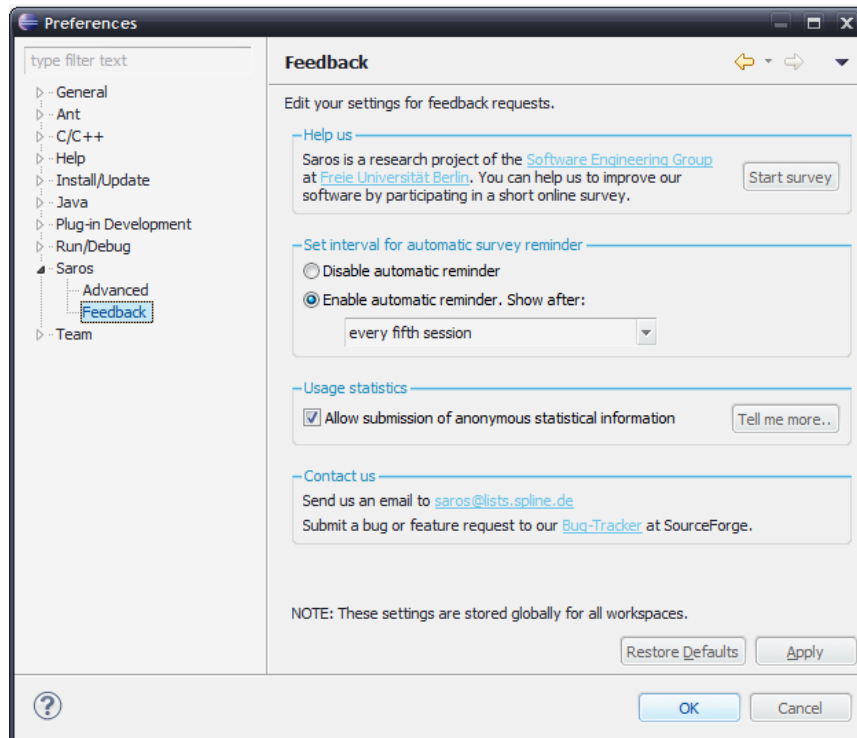 Preferences
type filter text
General
Ant
C/C++
Help
Install/Update
Java
Plug-in Development
Run/Debug
Saros
Advanced
Feedback
Team
Feedback
Edit your settings for feedback requests.
Help us
Saros is a research project of the Software Engineering Group
at Freie Universität Berlin. You can help us to improve our
software by participating in a short online survey.
Start survey
Set interval for automatic survey reminder
Disable automatic reminder
Enable automatic reminder. Show after:
every fifth session
Usage statistics
Allow submission of anonymous statistical information
Tell me more..
Contact us
Send us an email to saros@lists.spline.de
Submit a bug or feature request to our Bug-Tracker at SourceForge.
NOTE: These settings are stored globally for all workspaces.
Restore Defaults
Apply
OK
Cancel